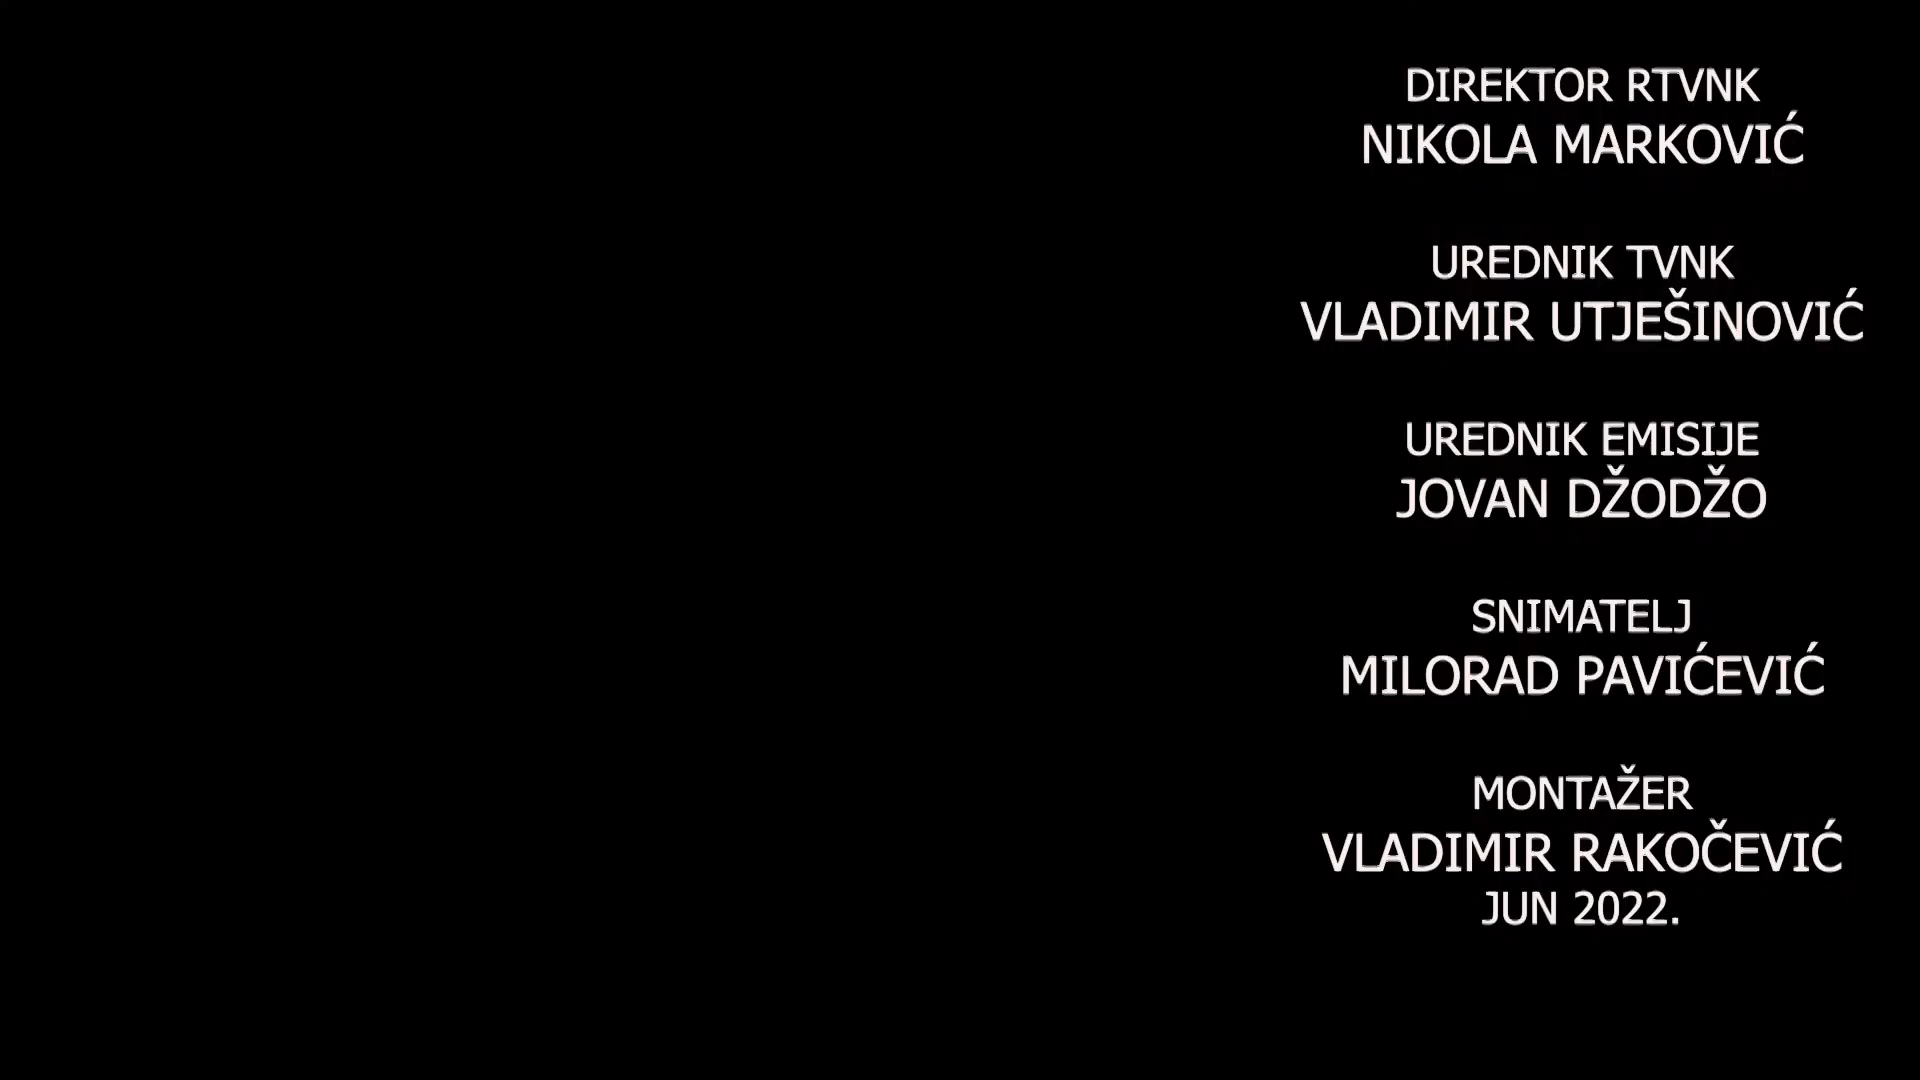 DIREKTOR RTVNK
NIKOLA MARKOVIĆ
UREDNIK TVNK
VLADIMIR UTJEŠINOVIĆ
UREDNIK EMISIJE
JOVAN DŽODŽO
SNIMATELJ
MILORAD PAVIĆEVIĆ
MONTAŽER
VLADIMIR RAKOČEVIĆ
JUN 2022.